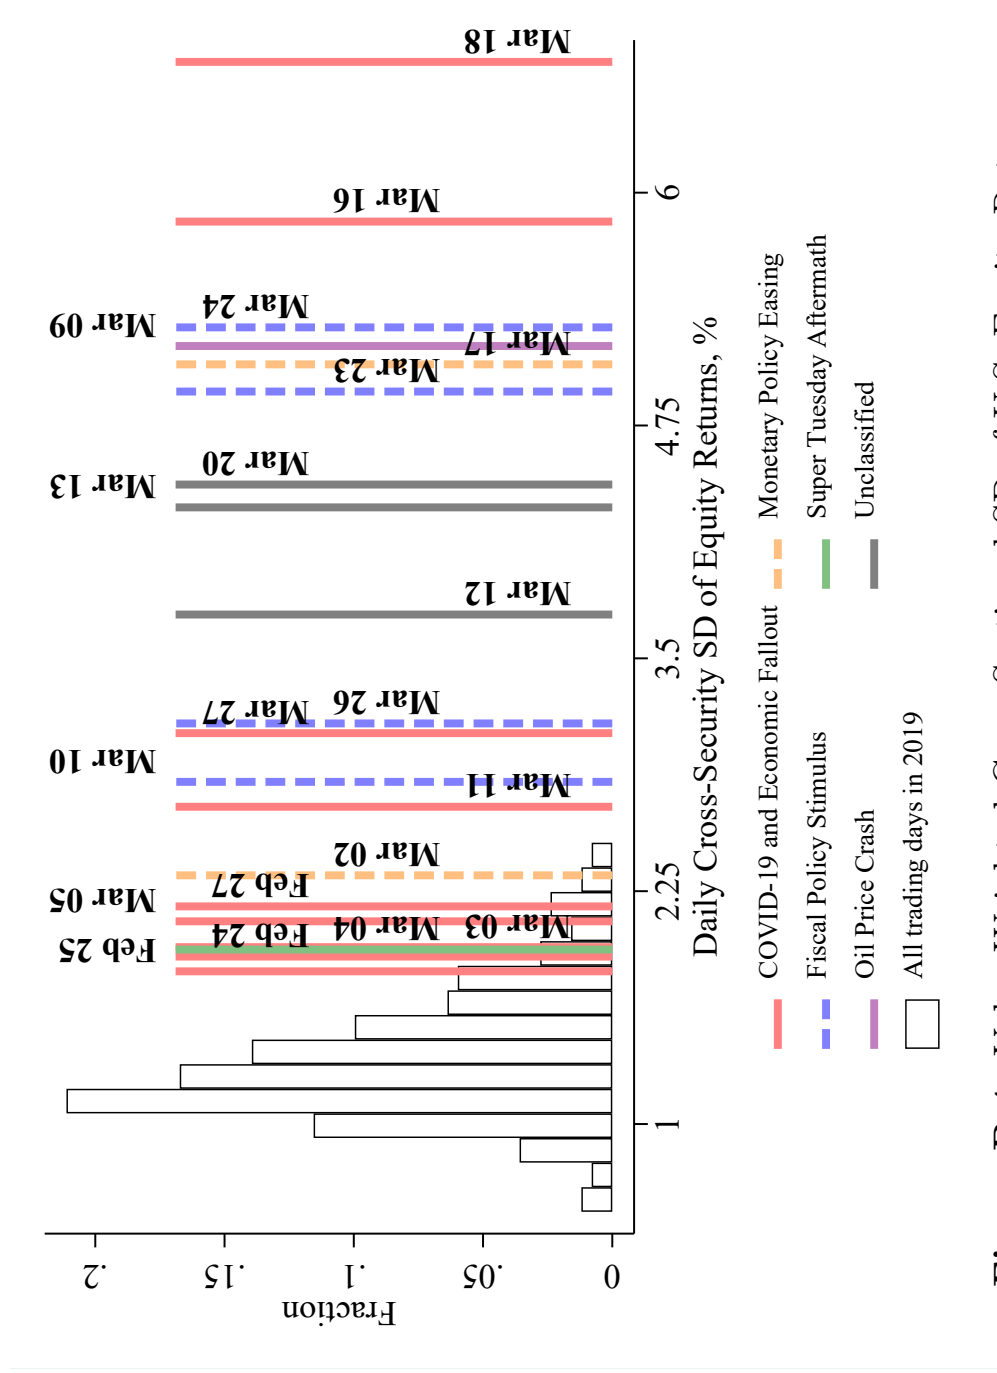 Fraction
0
.05
.1
.15
.2
Feb 25
Mar 05
Mar 10
Mar 13
Mar 09
Feb 24
Feb 27
Mar 27
Mar 20
Mar 24
Mar 04
Mar 02
Mar 26
Mar 23
Mar 16
Mar 03
Mar 11
Mar 12
Mar 17
Mar 18
1
2.25
3.5
4.75
6
Daily Cross-Security SD of Equity Returns, %
COVID-19 and Economic Fallout
Monetary Policy Easing
Fiscal Policy Stimulus
Super Tuesday Aftermath
Oil Price Crash
Unclassified
All trading days in 2019